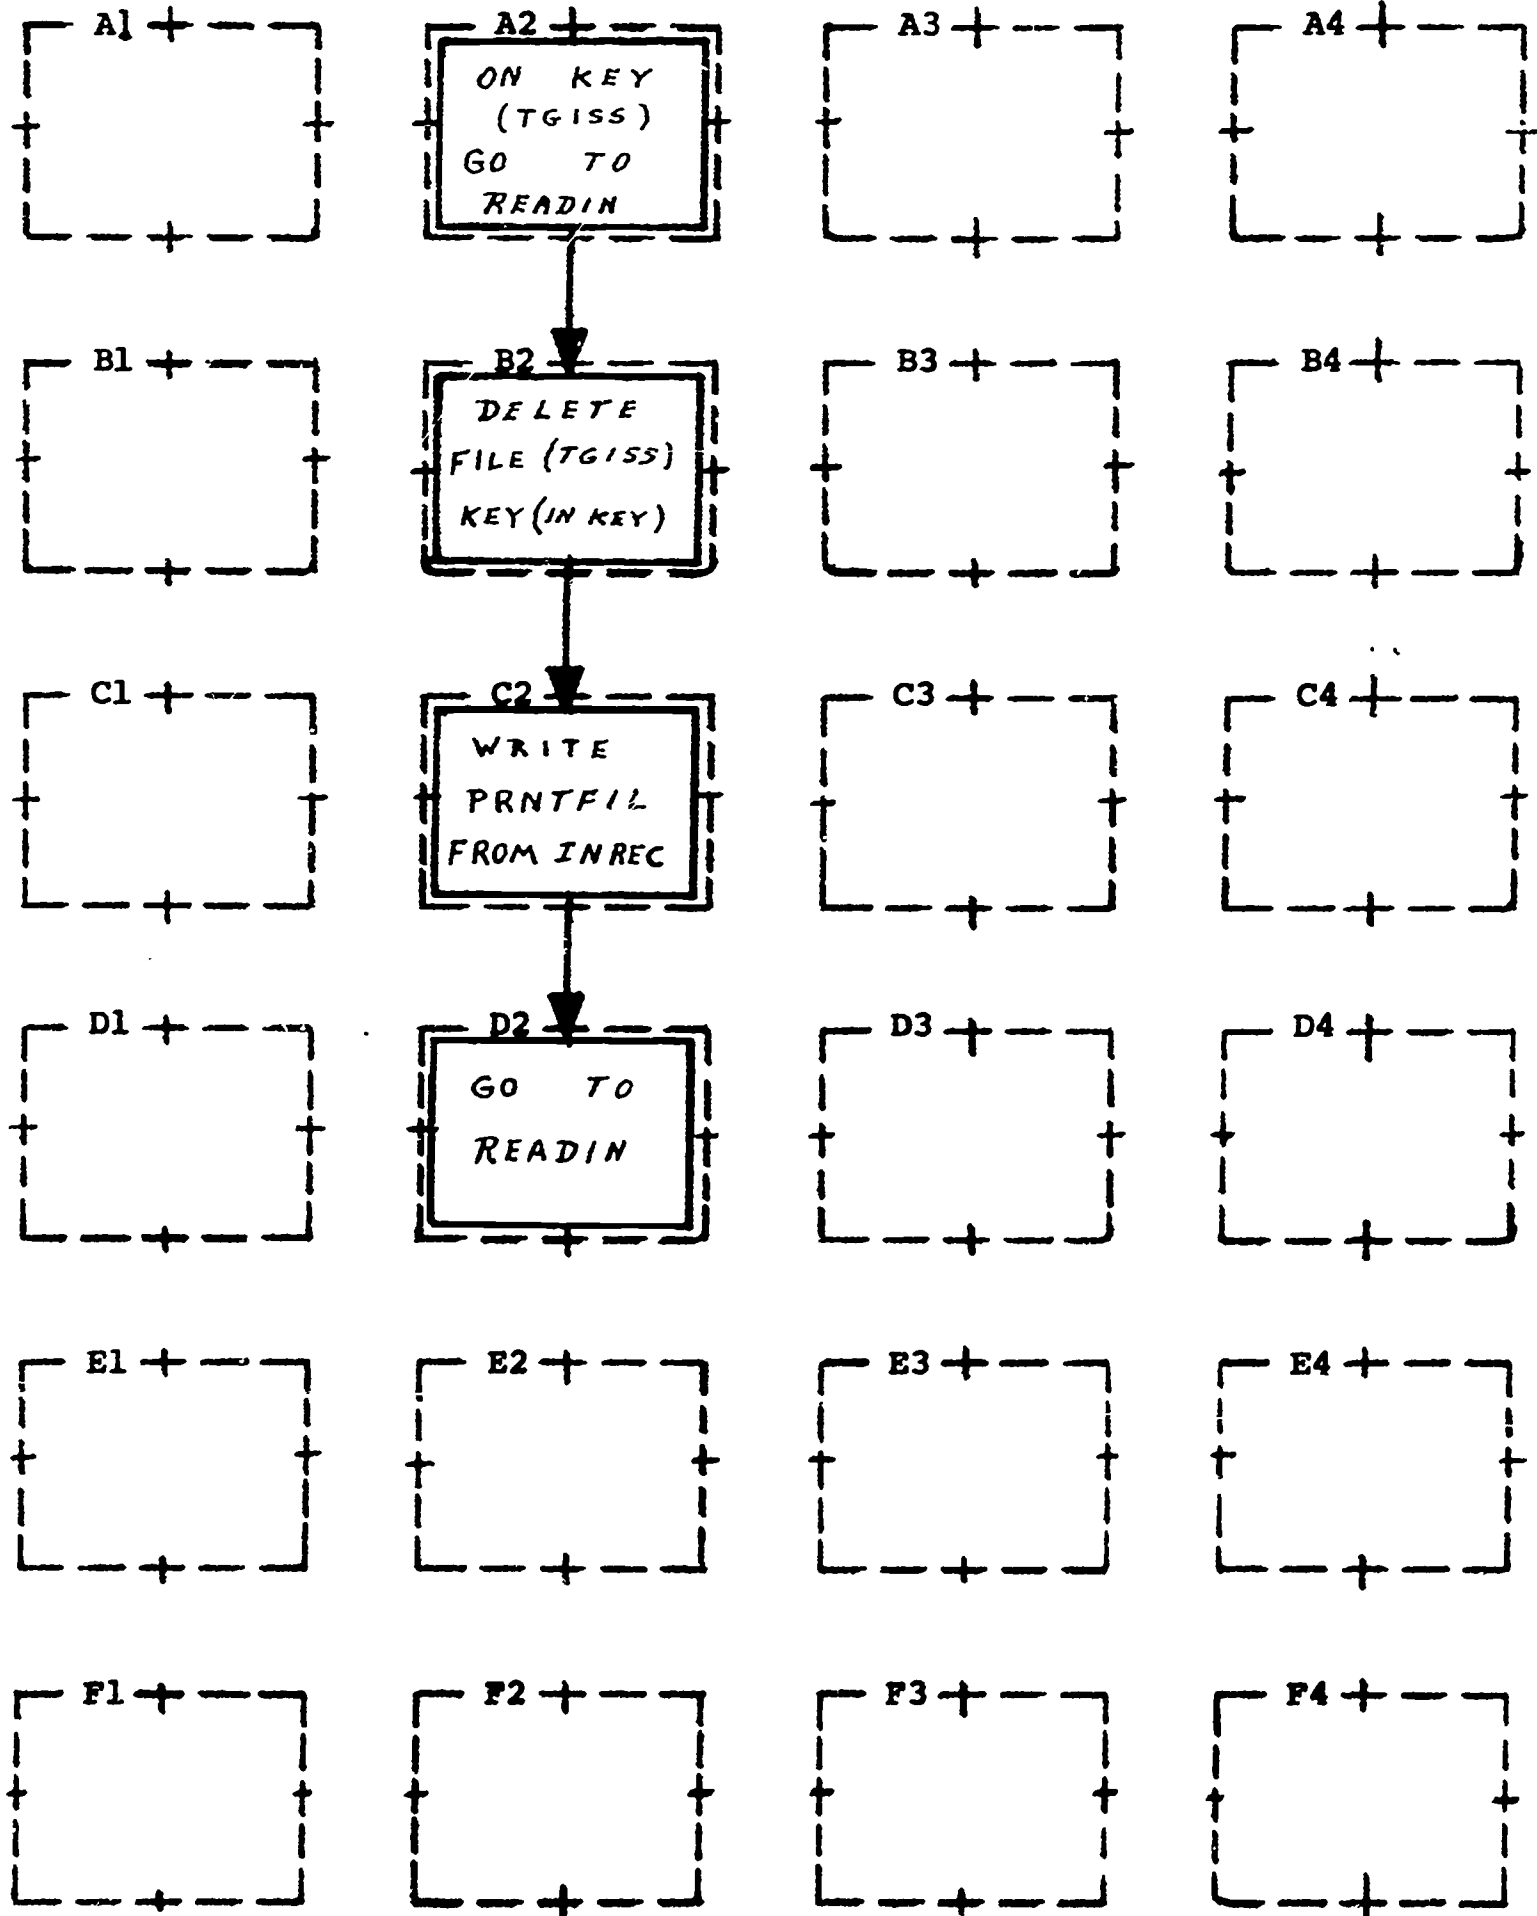 A1 A2 A3 A4
ON KEY
(TGISS)
GO TO
READIN
B1 B2 B3 B4
DELETE
FILE (TGISS)
KEY (IN KEY)
C1 C2 C3 C4
WRITE
PRNTFIL
FROM INREC
D1 D2 D3 D4
GO TO
READIN
E1 E2 E3 E4
F1 F2 F3 F4